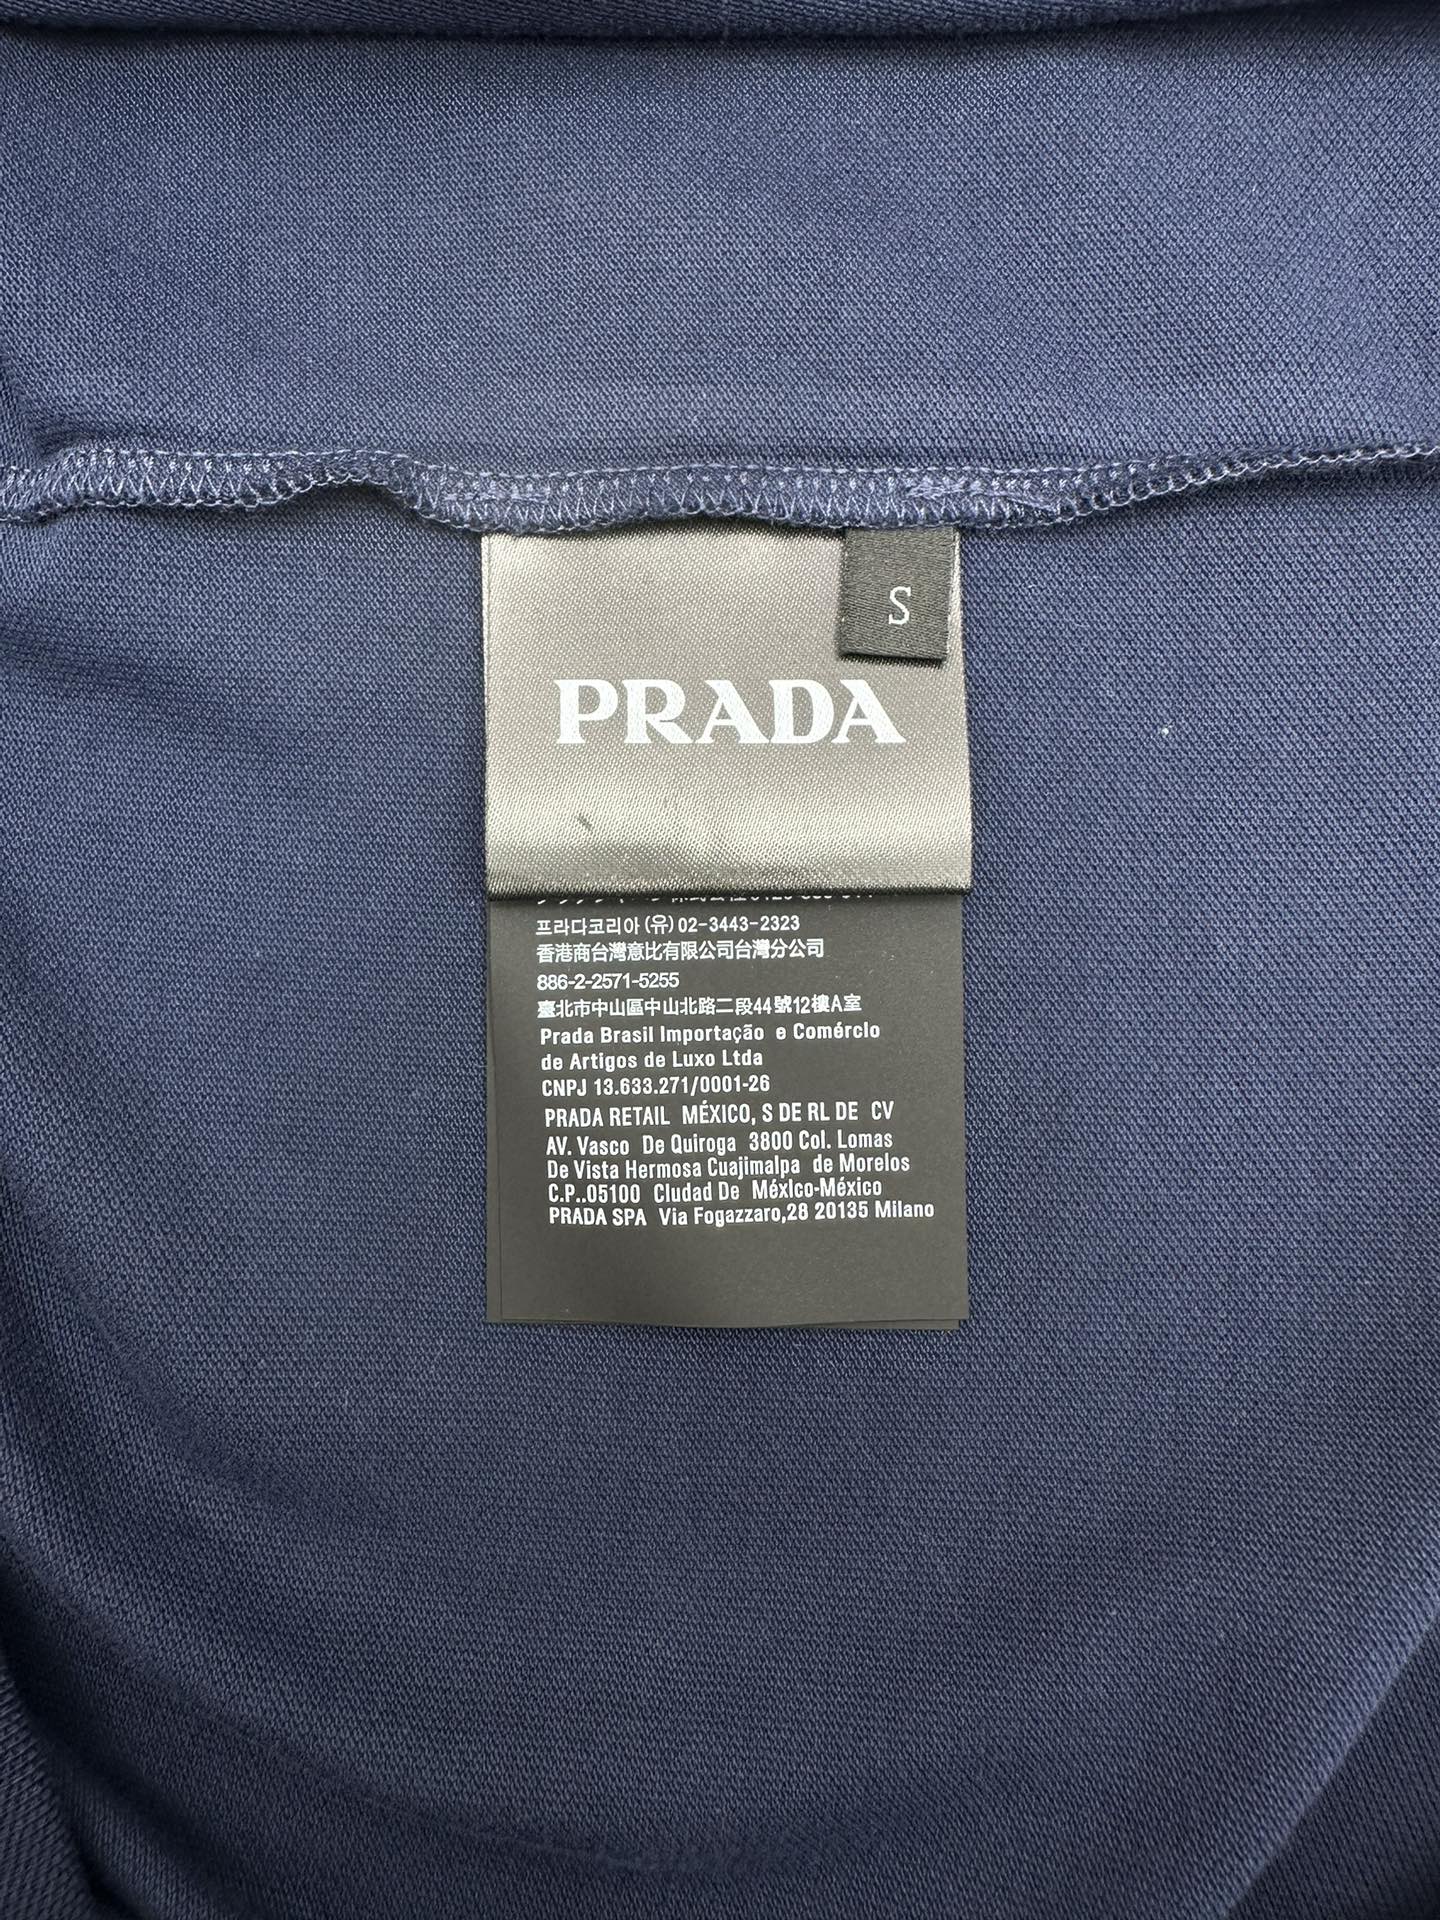 S
PRADA
프라다코리아 (유) 02-3443-2323
香港商台灣意比有限公司台灣分公司
886-2-2571-5255
臺北市中山區中山北路二段44號12樓A室
Prada Brasil Importação e Comércio
de Artigos de Luxo Ltda
CNPJ 13.633.271/0001-26
PRADA RETAIL MÉXICO, S DE RL DE CV
AV. Vasco De Quiroga 3800 Col. Lomas
De Vista Hermosa Cuajimalpa de Morelos
C.P..05100 Cludad De Méxlco-México
PRADA SPA Via Fogazzaro,28 20135 Milano